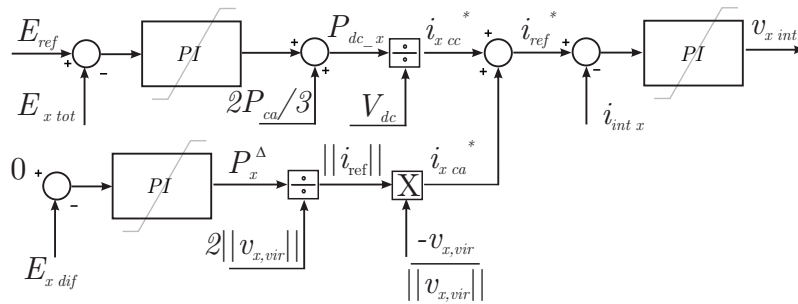 E_ref + - PI + + P_dc_x ÷ i_x cc* + + i_ref* + - PI v_x int
E_x tot 2P_ca/3 V_dc i_int x
0 + - PI P_x^Δ ÷ ||i_ref|| X i_x ca*
E_x dif 2||v_x,vir|| -v_x,vir
||v_x,vir||